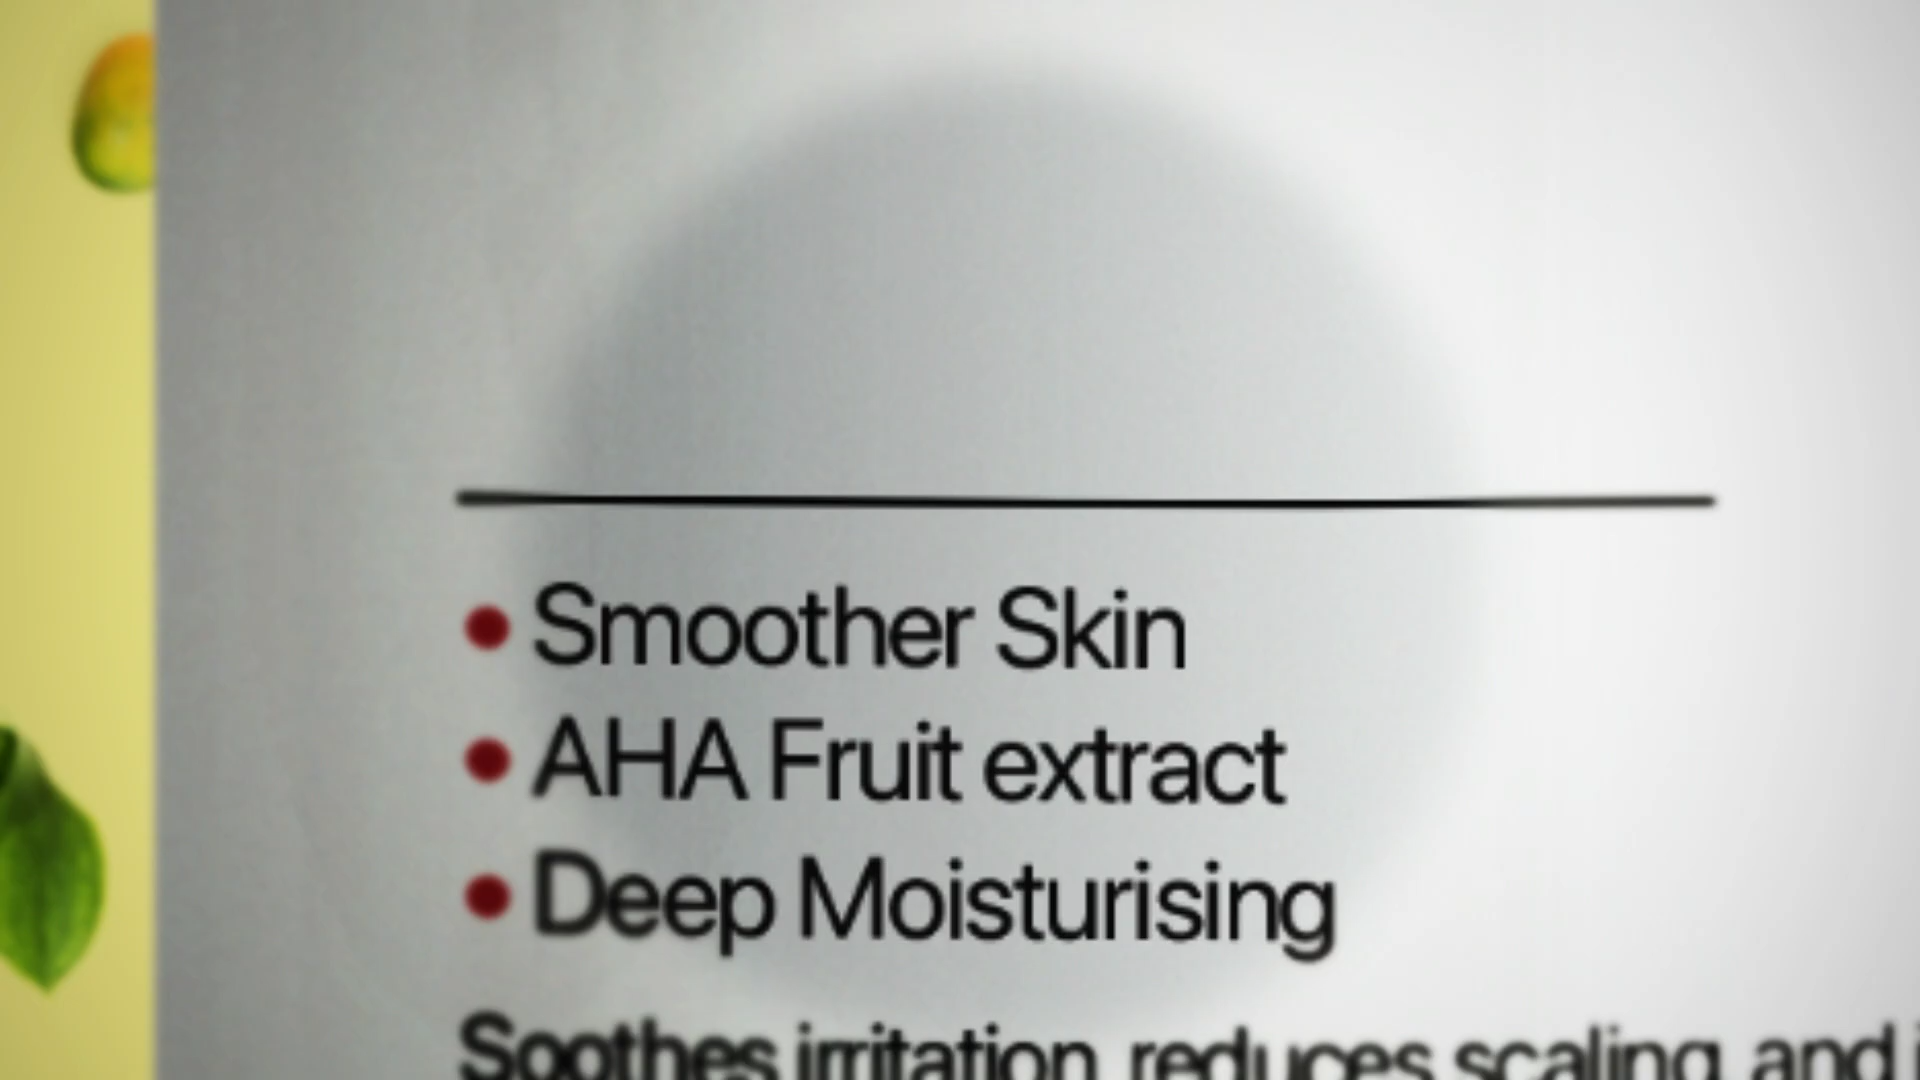 Smoother Skin
AHA Fruit extract
Deep Moisturising
Soothes irritation, reduces scaling, and